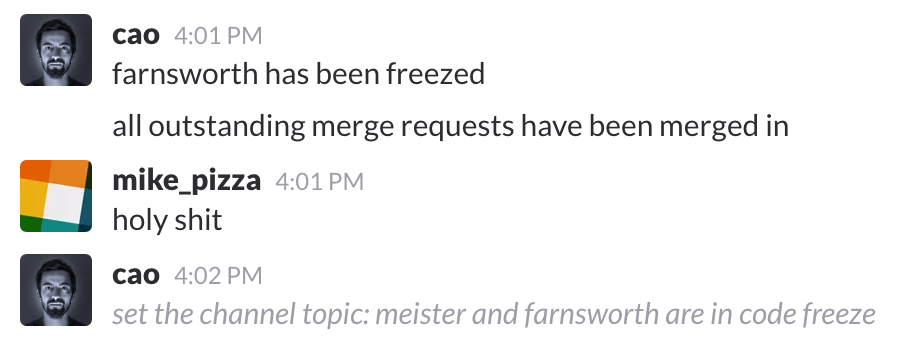 cao 4:01 PM
farnsworth has been freezed
all outstanding merge requests have been merged in
mike_pizza 4:01 PM
holy shit
cao 4:02 PM
set the channel topic: meister and farnsworth are in code freeze